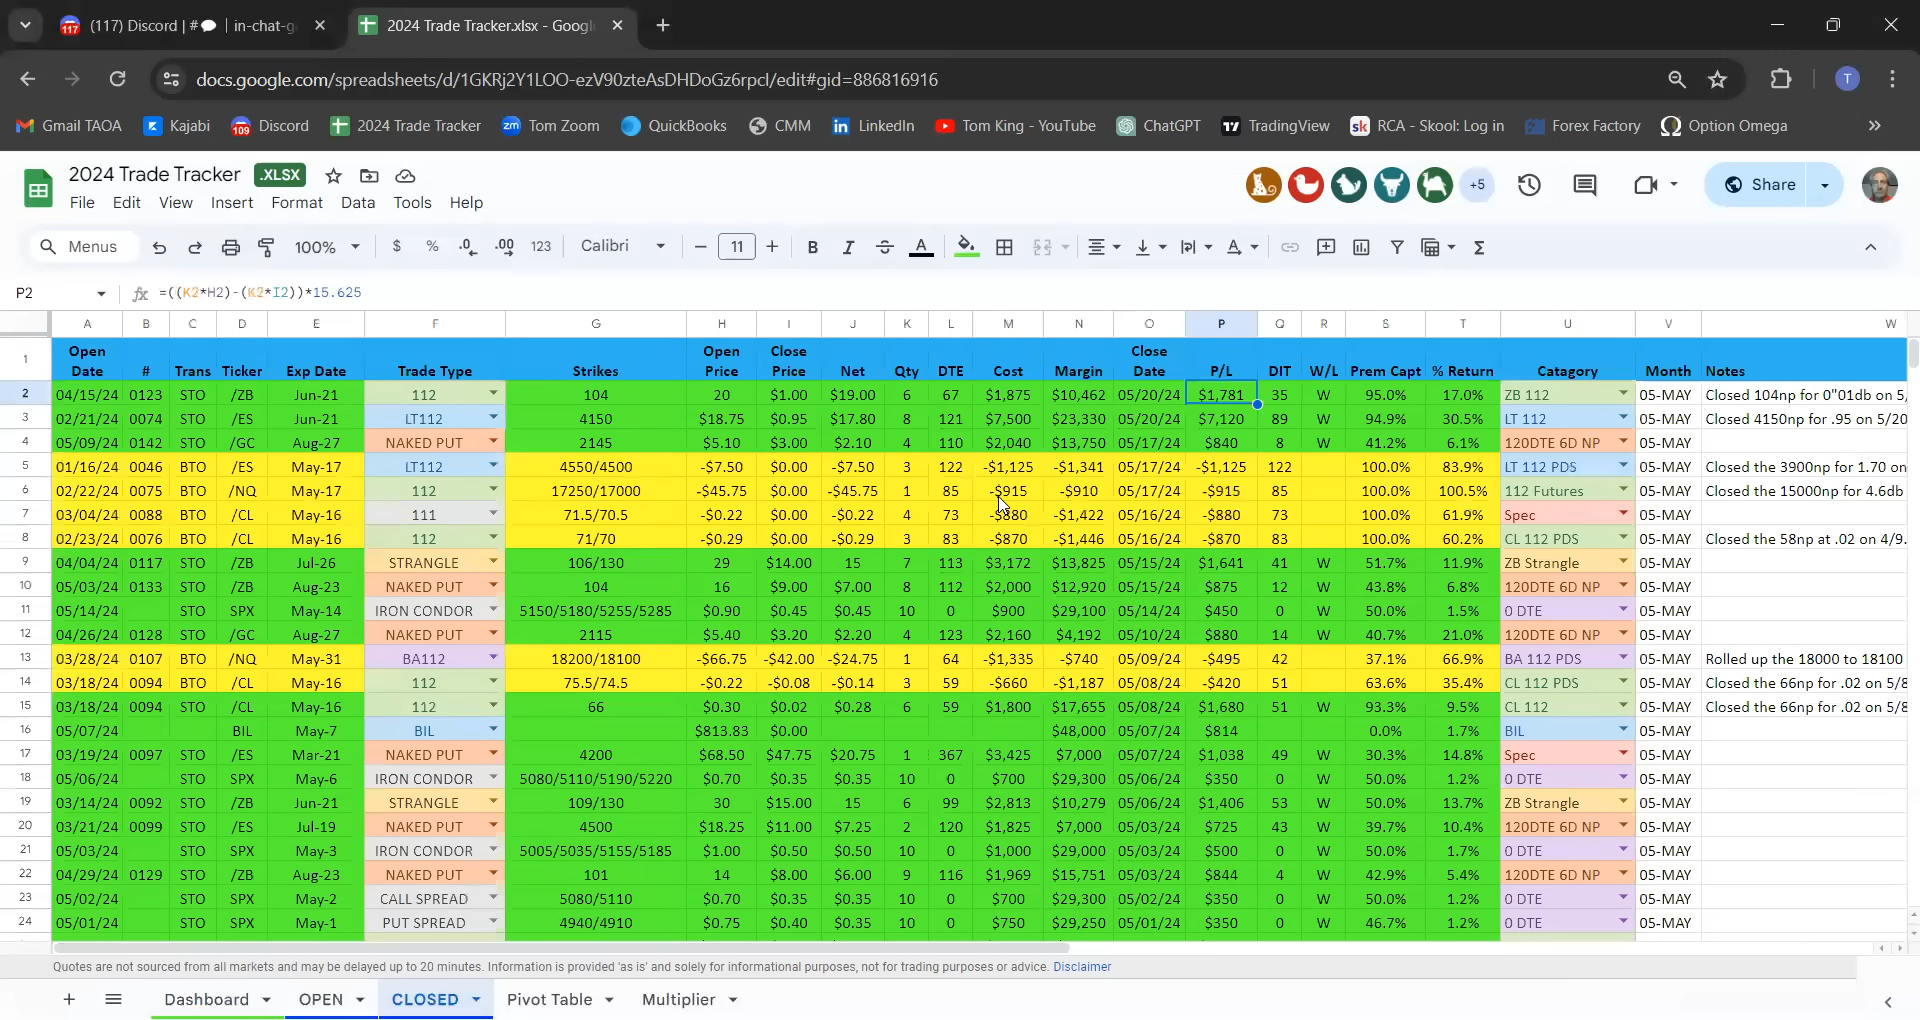 (117) Discord | # | in-chat-g
2024 Trade Tracker.xlsx - Googl
docs.google.com/spreadsheets/d/1GKRj2Y1LOO-ezV90zteAsDHDoGz6rpcI/edit#gid=886816916
T
Gmail TAOA Kajabi Discord 2024 Trade Tracker Tom Zoom QuickBooks CMM LinkedIn Tom King - YouTube ChatGPT TradingView RCA - Skool: Log in Forex Factory Option Omega
2024 Trade Tracker .XLSX
+5 Share
File Edit View Insert Format Data Tools Help
Menus 100% $ % .0 .00 123 Calibri 11 B I A
P2 fx =((K2*H2)-(K2*I2))*15.625
A B C D E F G H I J K L M N O P Q R S T U V W
1 Open Date # Trans Ticker Exp Date Trade Type Strikes Open Price Close Price Net Qty DTE Cost Margin Close Date P/L DIT W/L Prem Capt % Return Catagory Month Notes
2 04/15/24 0123 STO /ZB Jun-21 112 104 20 $1.00 $19.00 6 67 $1,875 $10,462 05/20/24 $1,781 35 W 95.0% 17.0% ZB 112 05-MAY Closed 104np for 0"01db on 5/
3 02/21/24 0074 STO /ES Jun-21 LT112 4150 $18.75 $0.95 $17.80 8 121 $7,500 $23,330 05/20/24 $7,120 89 W 94.9% 30.5% LT 112 05-MAY Closed 4150np for .95 on 5/20
4 05/09/24 0142 STO /GC Aug-27 NAKED PUT 2145 $5.10 $3.00 $2.10 4 110 $2,040 $13,750 05/17/24 $840 8 W 41.2% 6.1% 120DTE 6D NP 05-MAY
5 01/16/24 0046 BTO /ES May-17 LT112 4550/4500 -$7.50 $0.00 -$7.50 3 122 -$1,125 -$1,341 05/17/24 -$1,125 122 100.0% 83.9% LT 112 PDS 05-MAY Closed the 3900np for 1.70 on
6 02/22/24 0075 BTO /NQ May-17 112 17250/17000 -$45.75 $0.00 -$45.75 1 85 -$915 -$910 05/17/24 -$915 85 100.0% 100.5% 112 Futures 05-MAY Closed the 15000np for 4.6db
7 03/04/24 0088 BTO /CL May-16 111 71.5/70.5 -$0.22 $0.00 -$0.22 4 73 -$880 -$1,422 05/16/24 -$880 73 100.0% 61.9% Spec 05-MAY
8 02/23/24 0076 BTO /CL May-16 112 71/70 -$0.29 $0.00 -$0.29 3 83 -$870 -$1,446 05/16/24 -$870 83 100.0% 60.2% CL 112 PDS 05-MAY Closed the 58np at .02 on 4/9.
9 04/04/24 0117 STO /ZB Jul-26 STRANGLE 106/130 29 $14.00 15 7 113 $3,172 $13,825 05/15/24 $1,641 41 W 51.7% 11.9% ZB Strangle 05-MAY
10 05/03/24 0133 STO /ZB Aug-23 NAKED PUT 104 16 $9.00 $7.00 8 112 $2,000 $12,920 05/15/24 $875 12 W 43.8% 6.8% 120DTE 6D NP 05-MAY
11 05/14/24 STO SPX May-14 IRON CONDOR 5150/5180/5255/5285 $0.90 $0.45 $0.45 10 0 $900 $29,100 05/14/24 $450 0 W 50.0% 1.5% 0 DTE 05-MAY
12 04/26/24 0128 STO /GC Aug-27 NAKED PUT 2115 $5.40 $3.20 $2.20 4 123 $2,160 $4,192 05/10/24 $880 14 W 40.7% 21.0% 120DTE 6D NP 05-MAY
13 03/28/24 0107 BTO /NQ May-31 BA112 18200/18100 -$66.75 -$42.00 -$24.75 1 64 -$1,335 -$740 05/09/24 -$495 42 37.1% 66.9% BA 112 PDS 05-MAY Rolled up the 18000 to 18100
14 03/18/24 0094 BTO /CL May-16 112 75.5/74.5 -$0.22 -$0.08 -$0.14 3 59 -$660 -$1,187 05/08/24 -$420 51 63.6% 35.4% CL 112 PDS 05-MAY Closed the 66np for .02 on 5/8
15 03/18/24 0094 STO /CL May-16 112 66 $0.30 $0.02 $0.28 6 59 $1,800 $17,655 05/08/24 $1,680 51 W 93.3% 9.5% CL 112 05-MAY Closed the 66np for .02 on 5/8
16 05/07/24 BIL May-7 BIL $813.83 $0.00 $48,000 05/07/24 $814 0.0% 1.7% BIL 05-MAY
17 03/19/24 0097 STO /ES Mar-21 NAKED PUT 4200 $68.50 $47.75 $20.75 1 367 $3,425 $7,000 05/07/24 $1,038 49 W 30.3% 14.8% Spec 05-MAY
18 05/06/24 STO SPX May-6 IRON CONDOR 5080/5110/5190/5220 $0.70 $0.35 $0.35 10 0 $700 $29,300 05/06/24 $350 0 W 50.0% 1.2% 0 DTE 05-MAY
19 03/14/24 0092 STO /ZB Jun-21 STRANGLE 109/130 30 $15.00 15 6 99 $2,813 $10,279 05/06/24 $1,406 53 W 50.0% 13.7% ZB Strangle 05-MAY
20 03/21/24 0099 STO /ES Jul-19 NAKED PUT 4500 $18.25 $11.00 $7.25 2 120 $1,825 $7,000 05/03/24 $725 43 W 39.7% 10.4% 120DTE 6D NP 05-MAY
21 05/03/24 STO SPX May-3 IRON CONDOR 5005/5035/5155/5185 $1.00 $0.50 $0.50 10 0 $1,000 $29,000 05/03/24 $500 0 W 50.0% 1.7% 0 DTE 05-MAY
22 04/29/24 0129 STO /ZB Aug-23 NAKED PUT 101 14 $8.00 $6.00 9 116 $1,969 $15,751 05/03/24 $844 4 W 42.9% 5.4% 120DTE 6D NP 05-MAY
23 05/02/24 STO SPX May-2 CALL SPREAD 5080/5110 $0.70 $0.35 $0.35 10 0 $700 $29,300 05/02/24 $350 0 W 50.0% 1.2% 0 DTE 05-MAY
24 05/01/24 STO SPX May-1 PUT SPREAD 4940/4910 $0.75 $0.40 $0.35 10 0 $750 $29,250 05/01/24 $350 0 W 46.7% 1.2% 0 DTE 05-MAY
Quotes are not sourced from all markets and may be delayed up to 20 minutes. Information is provided 'as is' and solely for informational purposes, not for trading purposes or advice. Disclaimer
Dashboard OPEN CLOSED Pivot Table Multiplier